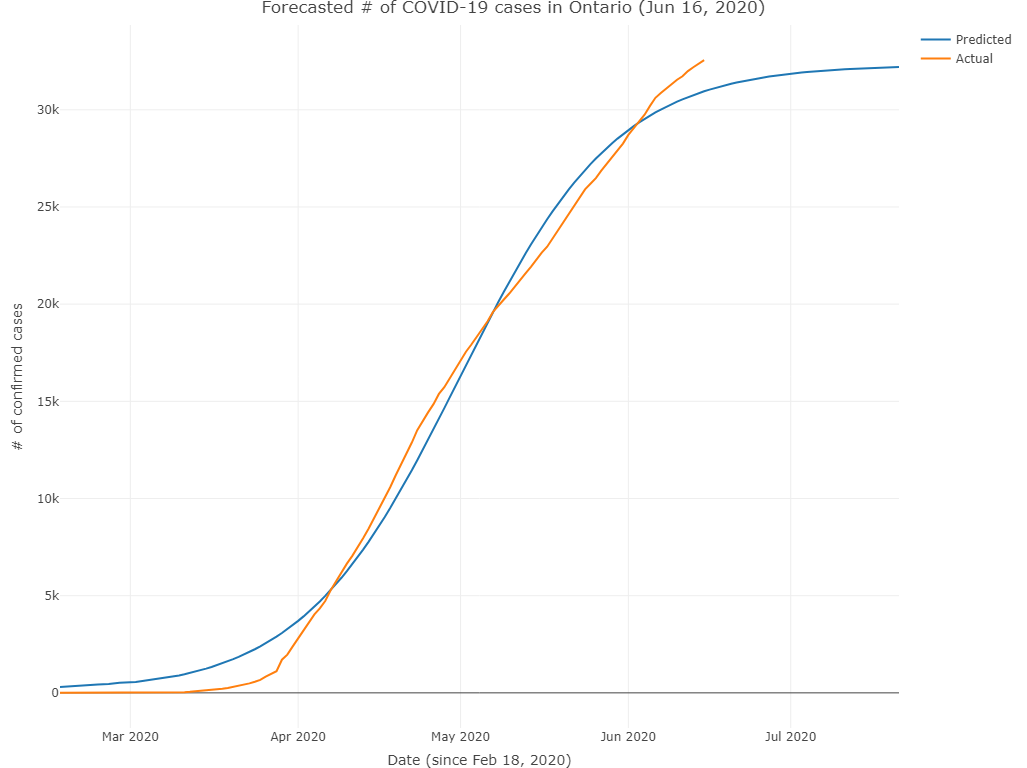 Forecasted # of COVID-19 cases in Ontario (Jun 16, 2020)
Predicted
Actual
30k
25k
20k
15k
10k
5k
0
# of confirmed cases
Mar 2020
Apr 2020
May 2020
Jun 2020
Jul 2020
Date (since Feb 18, 2020)